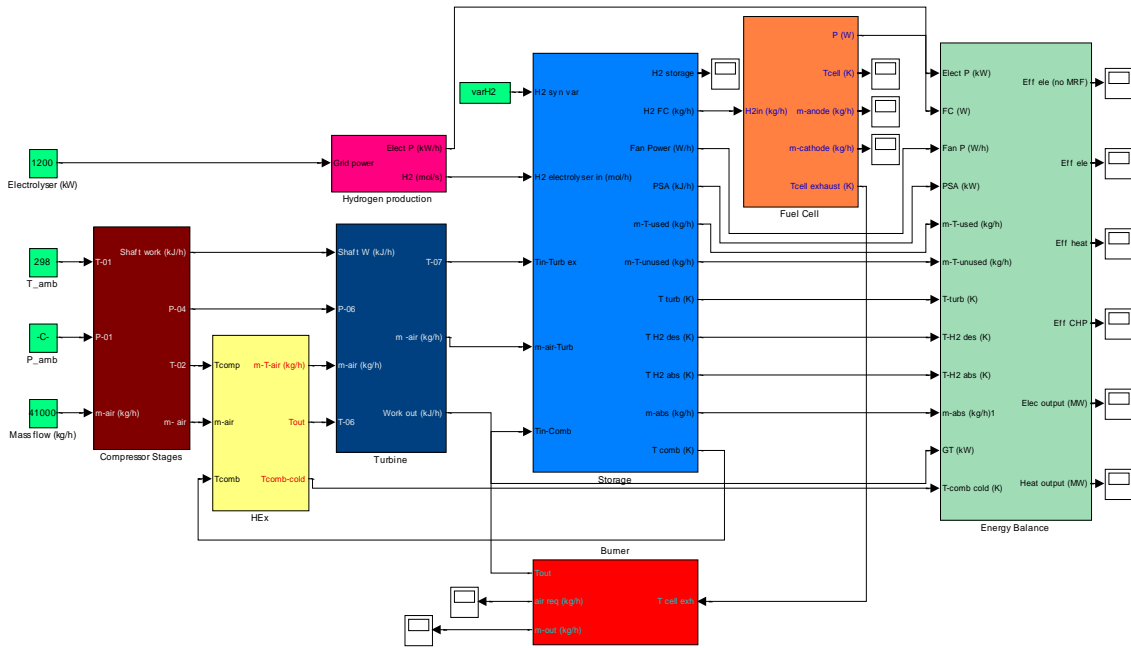 1200
Electrolyser (kW)
298
T_amb
-C-
P_amb
41000
Mass flow (kg/h)
Shaft work (kJ/h)
T-01
P-04
P-01
T-02
m-air (kg/h)
m- air
Compressor Stages
Grid power
Elect P (kW/h)
H2 (mol/s)
Hydrogen production
Tcomp
m-T-air (kg/h)
m-air
Tout
Tcomb
Tcomb-cold
HEx
Shaft W (kJ/h)
T-07
P-06
m -air (kg/h)
m-air (kg/h)
Work out (kJ/h)
T-06
Turbine
varH2
H2 storage
H2 syn var
H2 FC (kg/h)
Fan Power (W/h)
H2 electrolyser in (mol/h)
PSA (kJ/h)
m-T-used (kg/h)
Tin-Turb ex
m-T-unused (kg/h)
T turb (K)
T H2 des (K)
m-air-Turb
T H2 abs (K)
m-abs (kg/h)
Tin-Comb
T comb (K)
Storage
P (W)
Tcell (K)
H2in (kg/h)
m-anode (kg/h)
m-cathode (kg/h)
Tcell exhaust (K)
Fuel Cell
Elect P (kW)
Eff ele (no MRF)
FC (W)
Fan P (W/h)
Eff ele
PSA (kW)
m-T-used (kg/h)
Eff heat
m-T-unused (kg/h)
T-turb (K)
Eff CHP
T-H2 des (K)
T-H2 abs (K)
Elec output (MW)
m-abs (kg/h)1
GT (kW)
Heat output (MW)
T-comb cold (K)
Energy Balance
Burner
Tout
air req (kg/h)
T cell exh
m-out (kg/h)